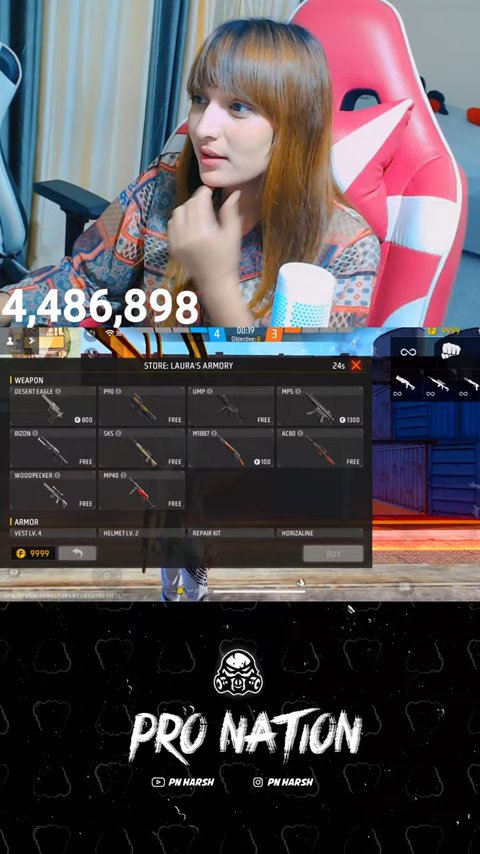 4,486,898
4 00:19 3
Objective: 0
9999
STORE: LAURA'S ARMORY 24s
WEAPON
DESERT EAGLE P90 UMP MP5
800 FREE FREE 1300
BIZON SKS M1887 AC80
FREE FREE 100 FREE
WOODPECKER MP40
FREE FREE
ARMOR
VEST LV. 4 HELMET LV. 2 REPAIR KIT HORIZALINE
9999 BUY
PRO NATION
PN HARSH PN HARSH